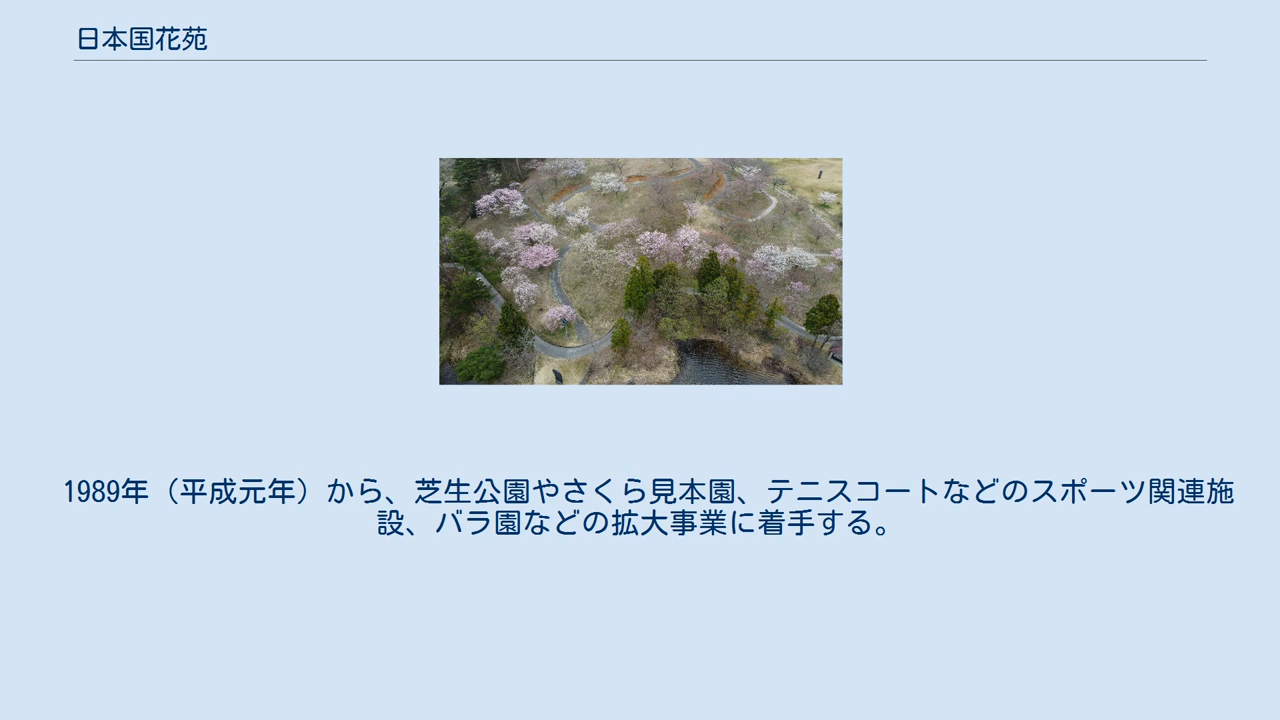 日本国花苑
1989年（平成元年）から、芝生公園やさくら見本園、テニスコートなどのスポーツ関連施
設、バラ園などの拡大事業に着手する。